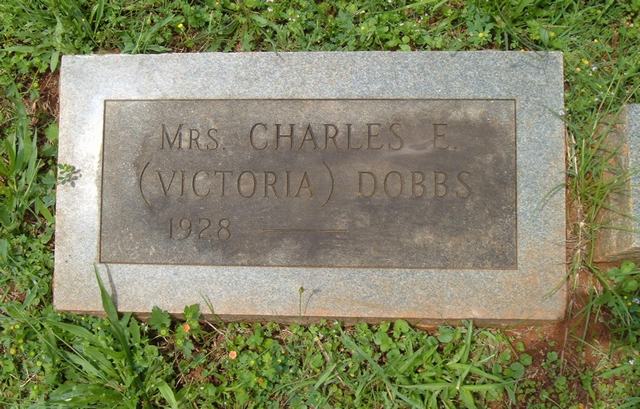 Mrs. CHARLES E.
(VICTORIA) DOBBS
1928 ———